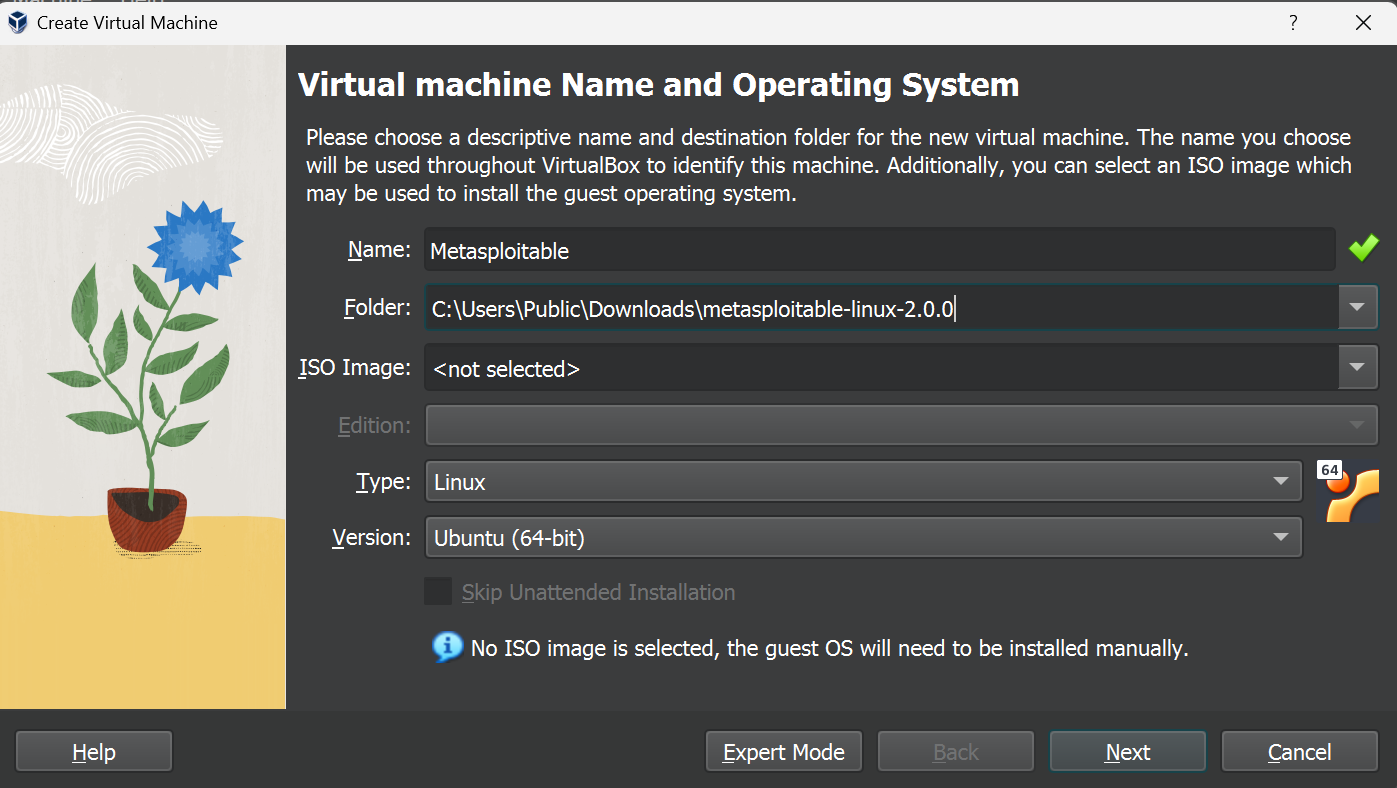 Create Virtual Machine
?
Virtual machine Name and Operating System
Please choose a descriptive name and destination folder for the new virtual machine. The name you choose
will be used throughout VirtualBox to identify this machine. Additionally, you can select an ISO image which
may be used to install the guest operating system.
Name: Metasploitable
Folder: C:\Users\Public\Downloads\metasploitable-linux-2.0.0
ISO Image: <not selected>
Edition:
Type: Linux
64
Version: Ubuntu (64-bit)
Skip Unattended Installation
No ISO image is selected, the guest OS will need to be installed manually.
Help Expert Mode Back Next Cancel